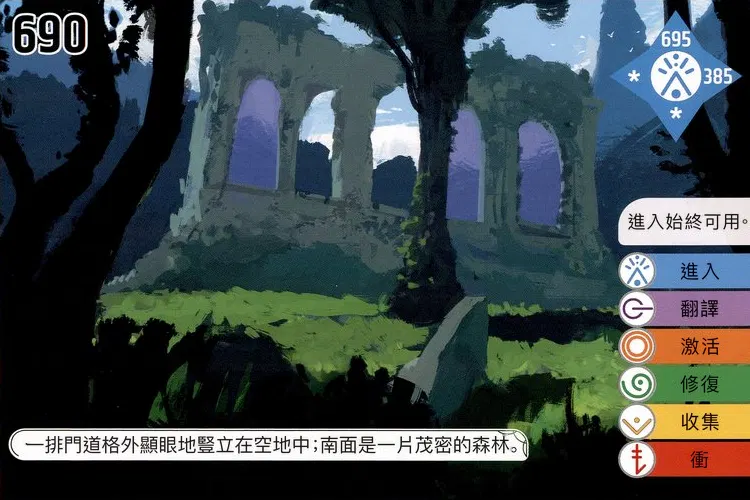 690
695
* 385
*
進入始終可用。
進入
翻譯
激活
修復
收集
衝
一排門道格外顯眼地豎立在空地中;南面是一片茂密的森林。